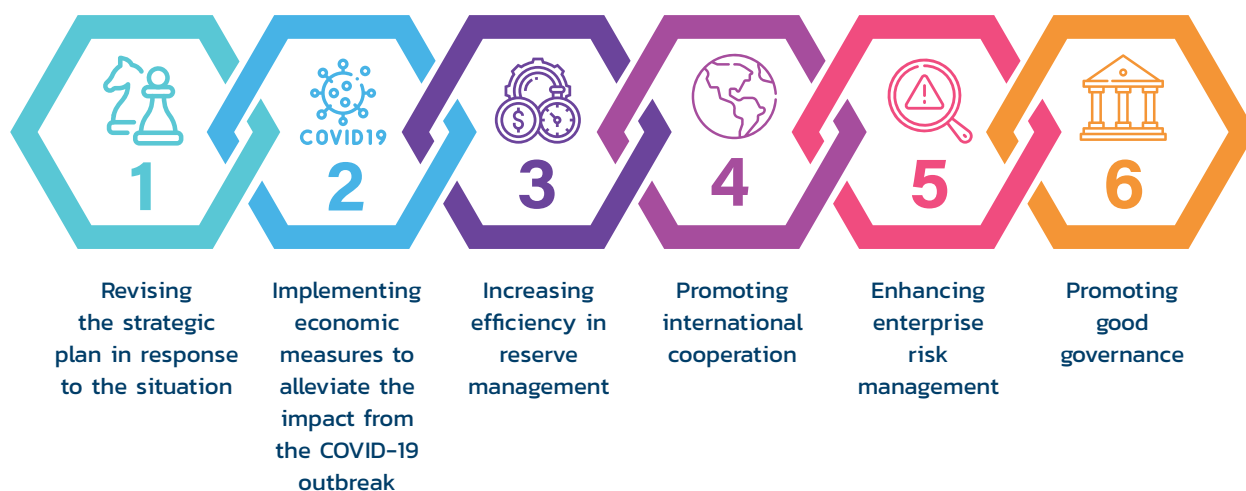 COVID19
1
2
3
4
5
6
Revising
the strategic
plan in response
to the situation
Implementing
economic
measures to
alleviate the
impact from
the COVID-19
outbreak
Increasing
efficiency in
reserve
management
Promoting
international
cooperation
Enhancing
enterprise
risk
management
Promoting
good
governance